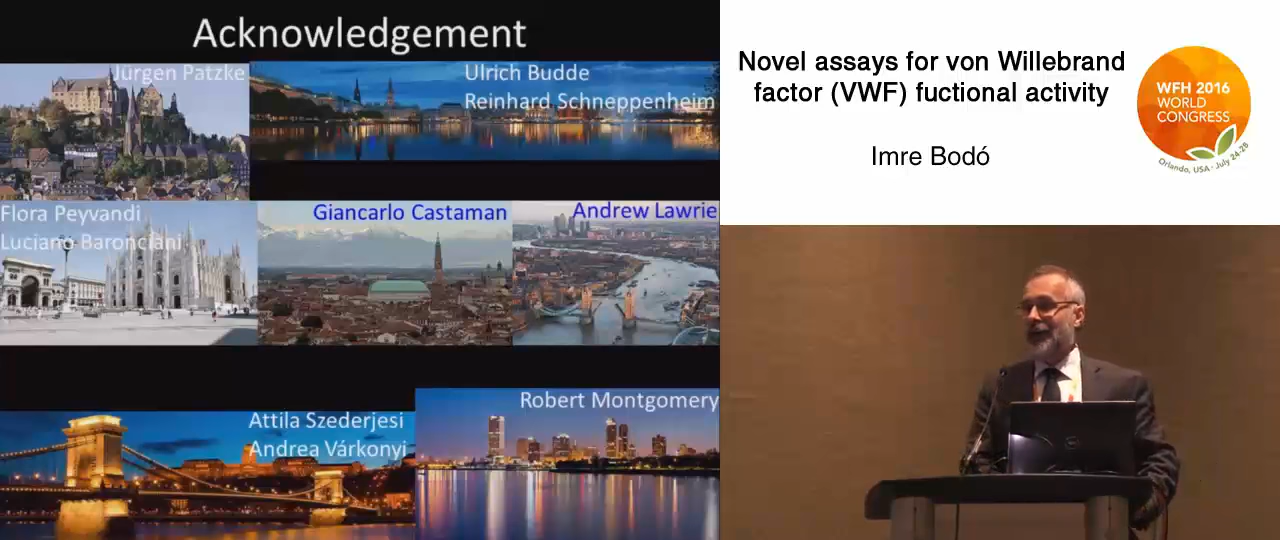 Acknowledgement
Jürgen Patzke
Ulrich Budde
Reinhard Schneppenheim
Flora Peyvandi
Luciano Baronciani
Giancarlo Castaman
Andrew Lawrie
Attila Szederjesi
Andrea Várkonyi
Robert Montgomery
Novel assays for von Willebrand
factor (VWF) fuctional activity
Imre Bodó
WFH 2016
WORLD
CONGRESS
Orlando, USA · July 24-28